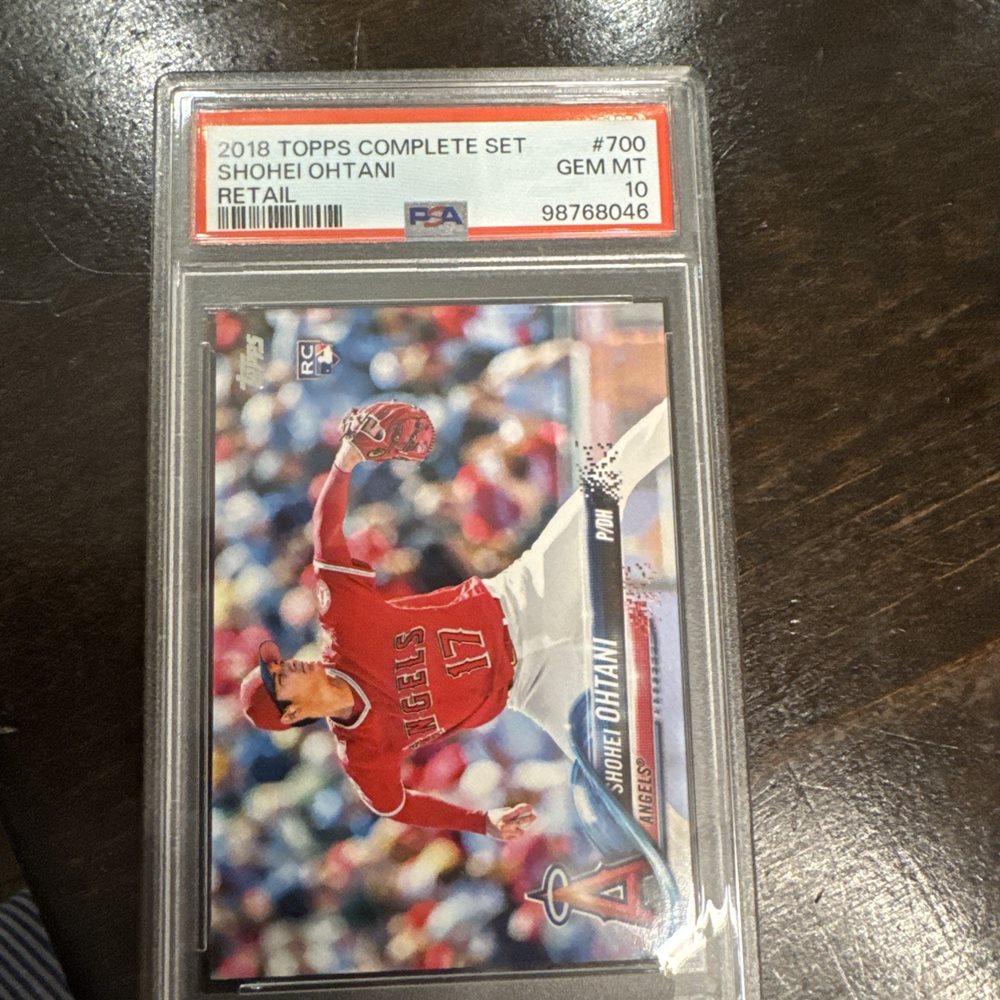 2018 TOPPS COMPLETE SET #700
SHOHEI OHTANI GEM MT
RETAIL 10
PSA 98768046
TOPPS
RC
ANGELS
17
P/DH
SHOHEI OHTANI
ANGELS®
A